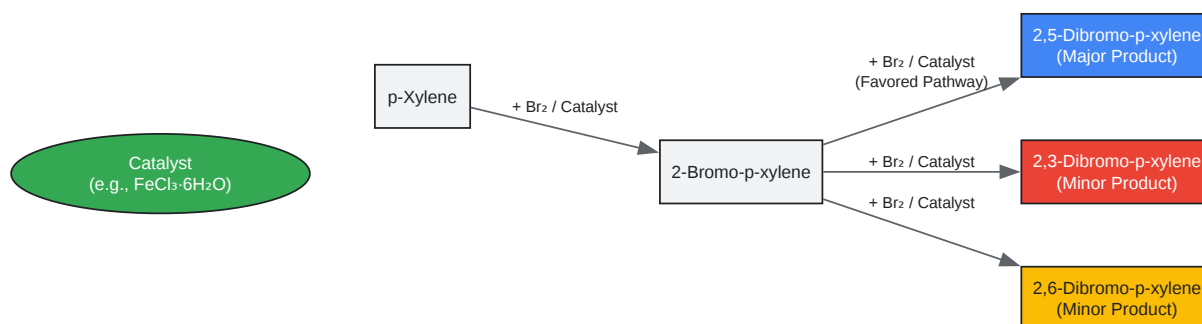 Catalyst
(e.g., FeCl₃·6H₂O)
p-Xylene
+ Br₂ / Catalyst
2-Bromo-p-xylene
+ Br₂ / Catalyst
(Favored Pathway)
2,5-Dibromo-p-xylene
(Major Product)
+ Br₂ / Catalyst
2,3-Dibromo-p-xylene
(Minor Product)
+ Br₂ / Catalyst
2,6-Dibromo-p-xylene
(Minor Product)